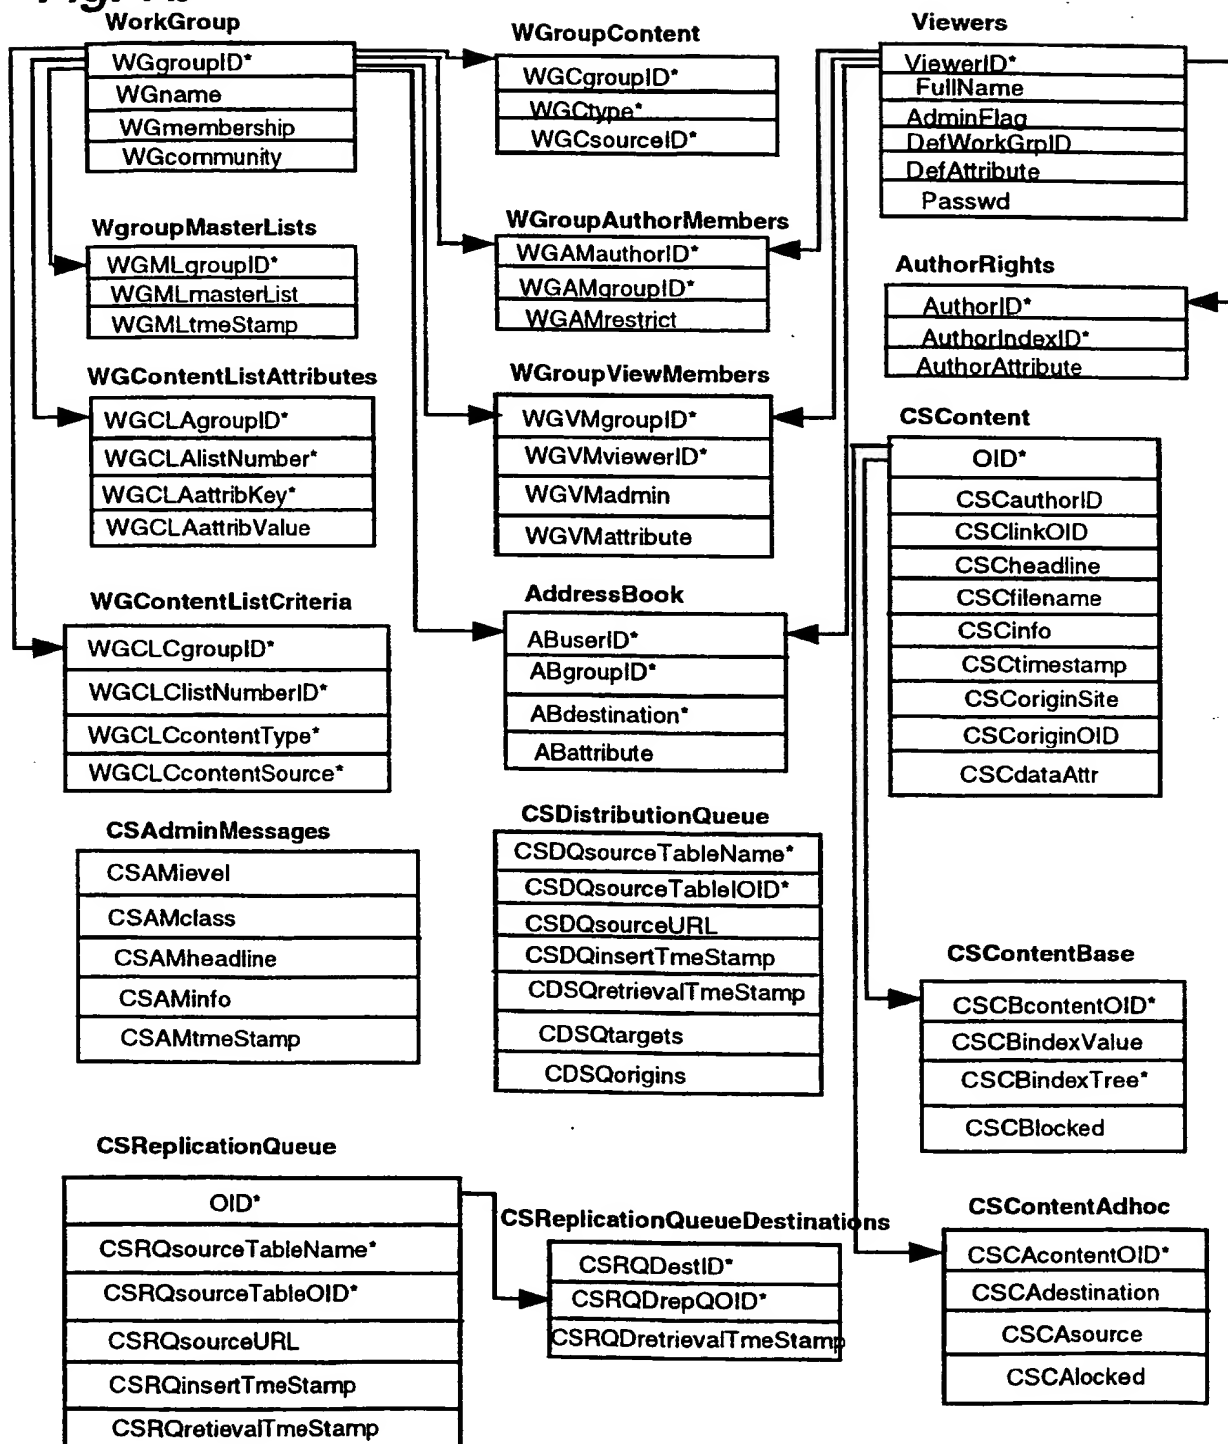 WorkGroup
WGgroupID*
WGname
WGmembership
WGcommunity
WgroupMasterLists
WGMLgroupID*
WGMLmasterList
WGMLtmeStamp
WGContentListAttributes
WGCLAgroupID*
WGCLAlistNumber*
WGCLAattribKey*
WGCLAattribValue
WGContentListCriteria
WGCLCgroupID*
WGCLClistNumberID*
WGCLCcontentType*
WGCLCcontentSource*
CSAdminMessages
CSAMlevel
CSAMclass
CSAMheadline
CSAMinfo
CSAMtmeStamp
CSReplicationQueue
OID*
CSRQsourceTableName*
CSRQsourceTableOID*
CSRQsourceURL
CSRQinsertTmeStamp
CSRQretievalTmeStamp
WGroupContent
WGCgroupID*
WGCtype*
WGCsourceID*
WGroupAuthorMembers
WGAMauthorID*
WGAMgroupID*
WGAMrestrict
WGroupViewMembers
WGVMgroupID*
WGVMviewerID*
WGVMadmin
WGVMattribute
AddressBook
ABuserID*
ABgroupID*
ABdestination*
ABattribute
CSDistributionQueue
CSDQsourceTableName*
CSDQsourceTablelOID*
CSDQsourceURL
CSDQinsertTmeStamp
CDSQretrievalTmeStamp
CDSQtargets
CDSQorigins
CSReplicationQueueDestinations
CSRQDestID*
CSRQDrepQOID*
CSRQDretrievalTmeStamp
Viewers
ViewerID*
FullName
AdminFlag
DefWorkGrpID
DefAttribute
Passwd
AuthorRights
AuthorID*
AuthorIndexID*
AuthorAttribute
CSContent
OID*
CSCauthorID
CSClinkOID
CSCheadline
CSCfilename
CSCinfo
CSCtimestamp
CSCoriginSite
CSCoriginOID
CSCdataAttr
CSContentBase
CSCBcontentOID*
CSCBindexValue
CSCBindexTree*
CSCBlocked
CSContentAdhoc
CSCAcontentOID*
CSCAdestination
CSCAsource
CSCAlocked